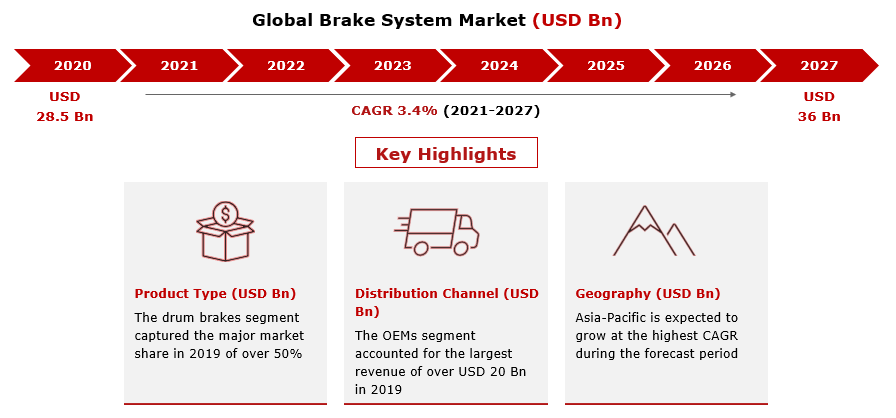 Global Brake System Market (USD Bn)
2020 2021 2022 2023 2024 2025 2026 2027
USD
28.5 Bn
USD
36 Bn
CAGR 3.4% (2021-2027)
Key Highlights
$
Product Type (USD Bn)
The drum brakes segment
captured the major market
share in 2019 of over 50%
Distribution Channel (USD
Bn)
The OEMs segment
accounted for the largest
revenue of over USD 20 Bn
in 2019
Geography (USD Bn)
Asia-Pacific is expected to
grow at the highest CAGR
during the forecast period